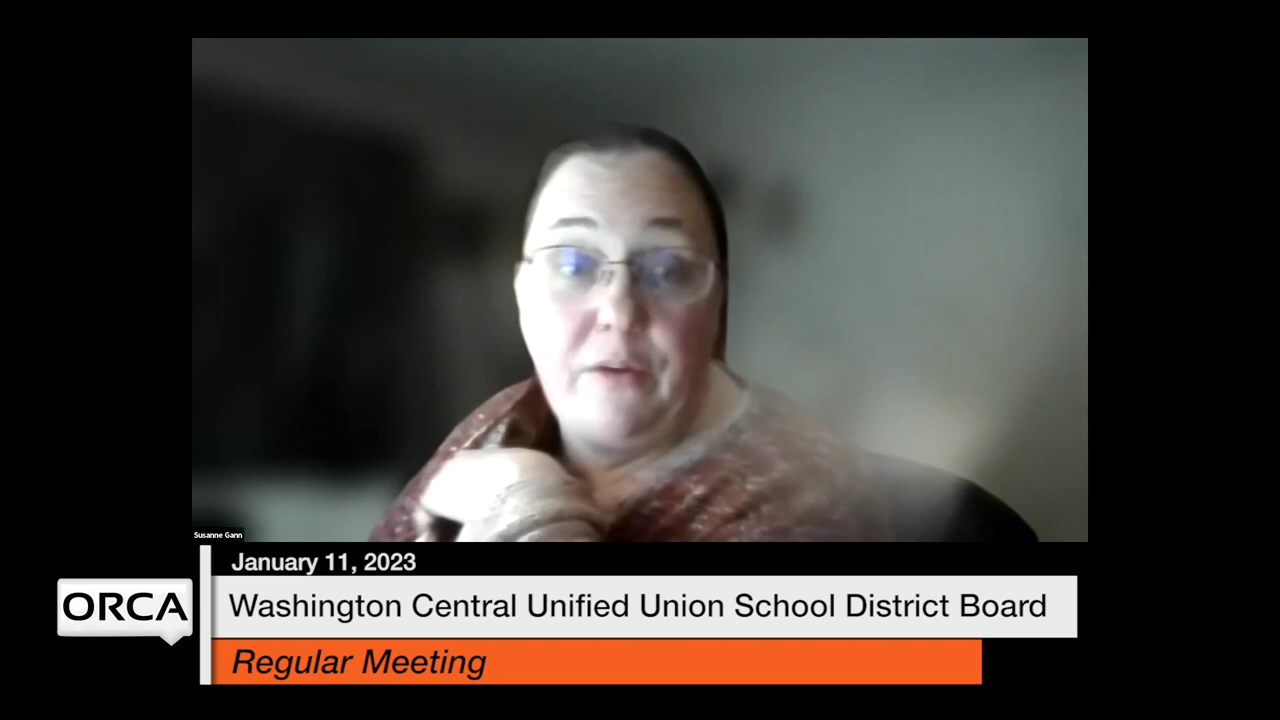 Susanne Gann
January 11, 2023
ORCA
Washington Central Unified Union School District Board
Regular Meeting